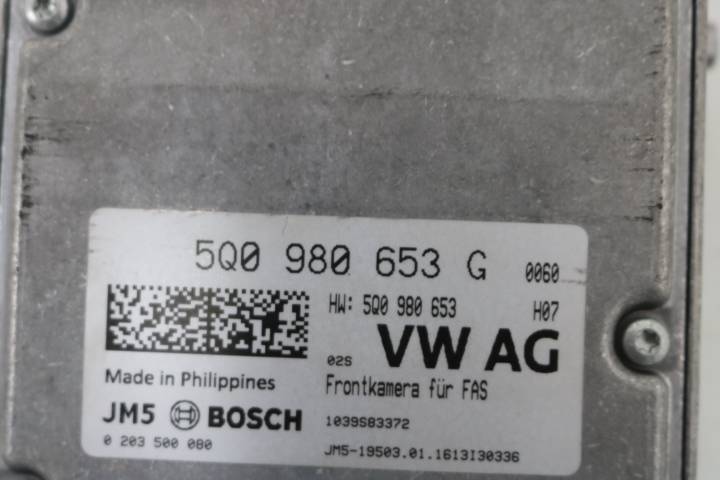 5Q0 980 653 G 0060
HW: 5Q0 980 653 H07
02S VW AG
Made in Philippines Frontkamera für FAS
JM5 BOSCH 1039S83372
0 203 500 080 JM5-19503.01.1613I30336